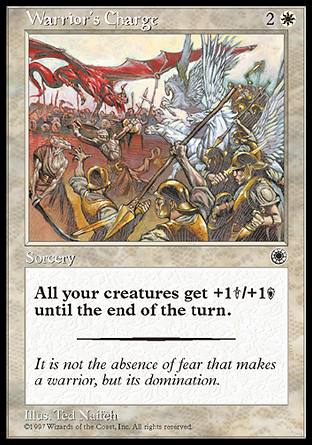 Warrior's Charge 2
Sorcery
All your creatures get +1/+1
until the end of the turn.
It is not the absence of fear that makes
a warrior, but its domination.
Illus. Ted Naifeh
©1997 Wizards of the Coast, Inc. All rights reserved.